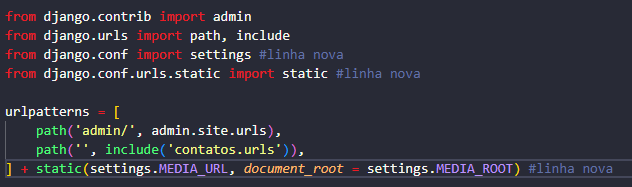 from django.contrib import admin
from django.urls import path, include
from django.conf import settings #linha nova
from django.conf.urls.static import static #linha nova

urlpatterns = [
    path('admin/', admin.site.urls),
    path('', include('contatos.urls')),
] + static(settings.MEDIA_URL, document_root = settings.MEDIA_ROOT) #linha nova